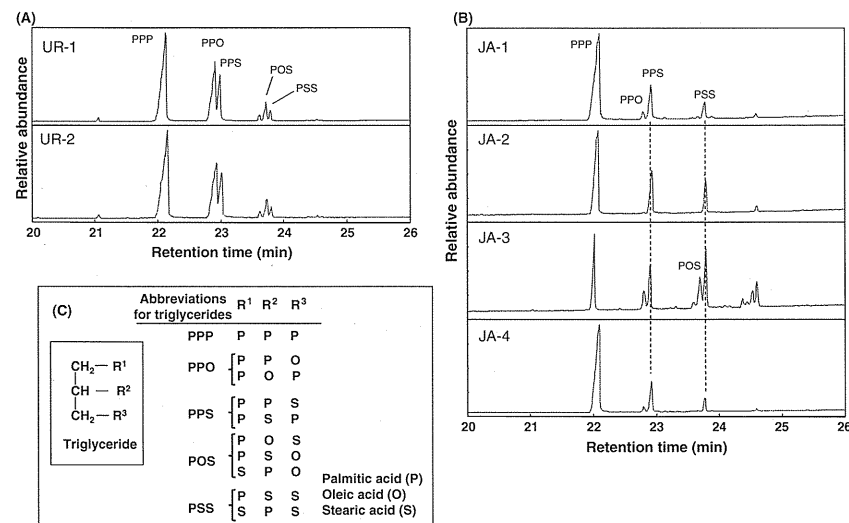 (A)
UR-1
PPP
PPO
PPS
POS
PSS
UR-2
Relative abundance
20 21 22 23 24 25 26
Retention time (min)
(B)
JA-1
PPP
PPO
PPS
PSS
JA-2
JA-3
POS
JA-4
Relative abundance
20 21 22 23 24 25 26
Retention time (min)
(C)
Abbreviations for triglycerides R¹ R² R³
PPP P P P
PPO P P O
P O P
PPS P P S
P S P
POS P O S
P S O
S P O
PSS P S S
S P S
CH₂— R¹
CH — R²
CH₂— R³
Triglyceride
Palmitic acid (P)
Oleic acid (O)
Stearic acid (S)